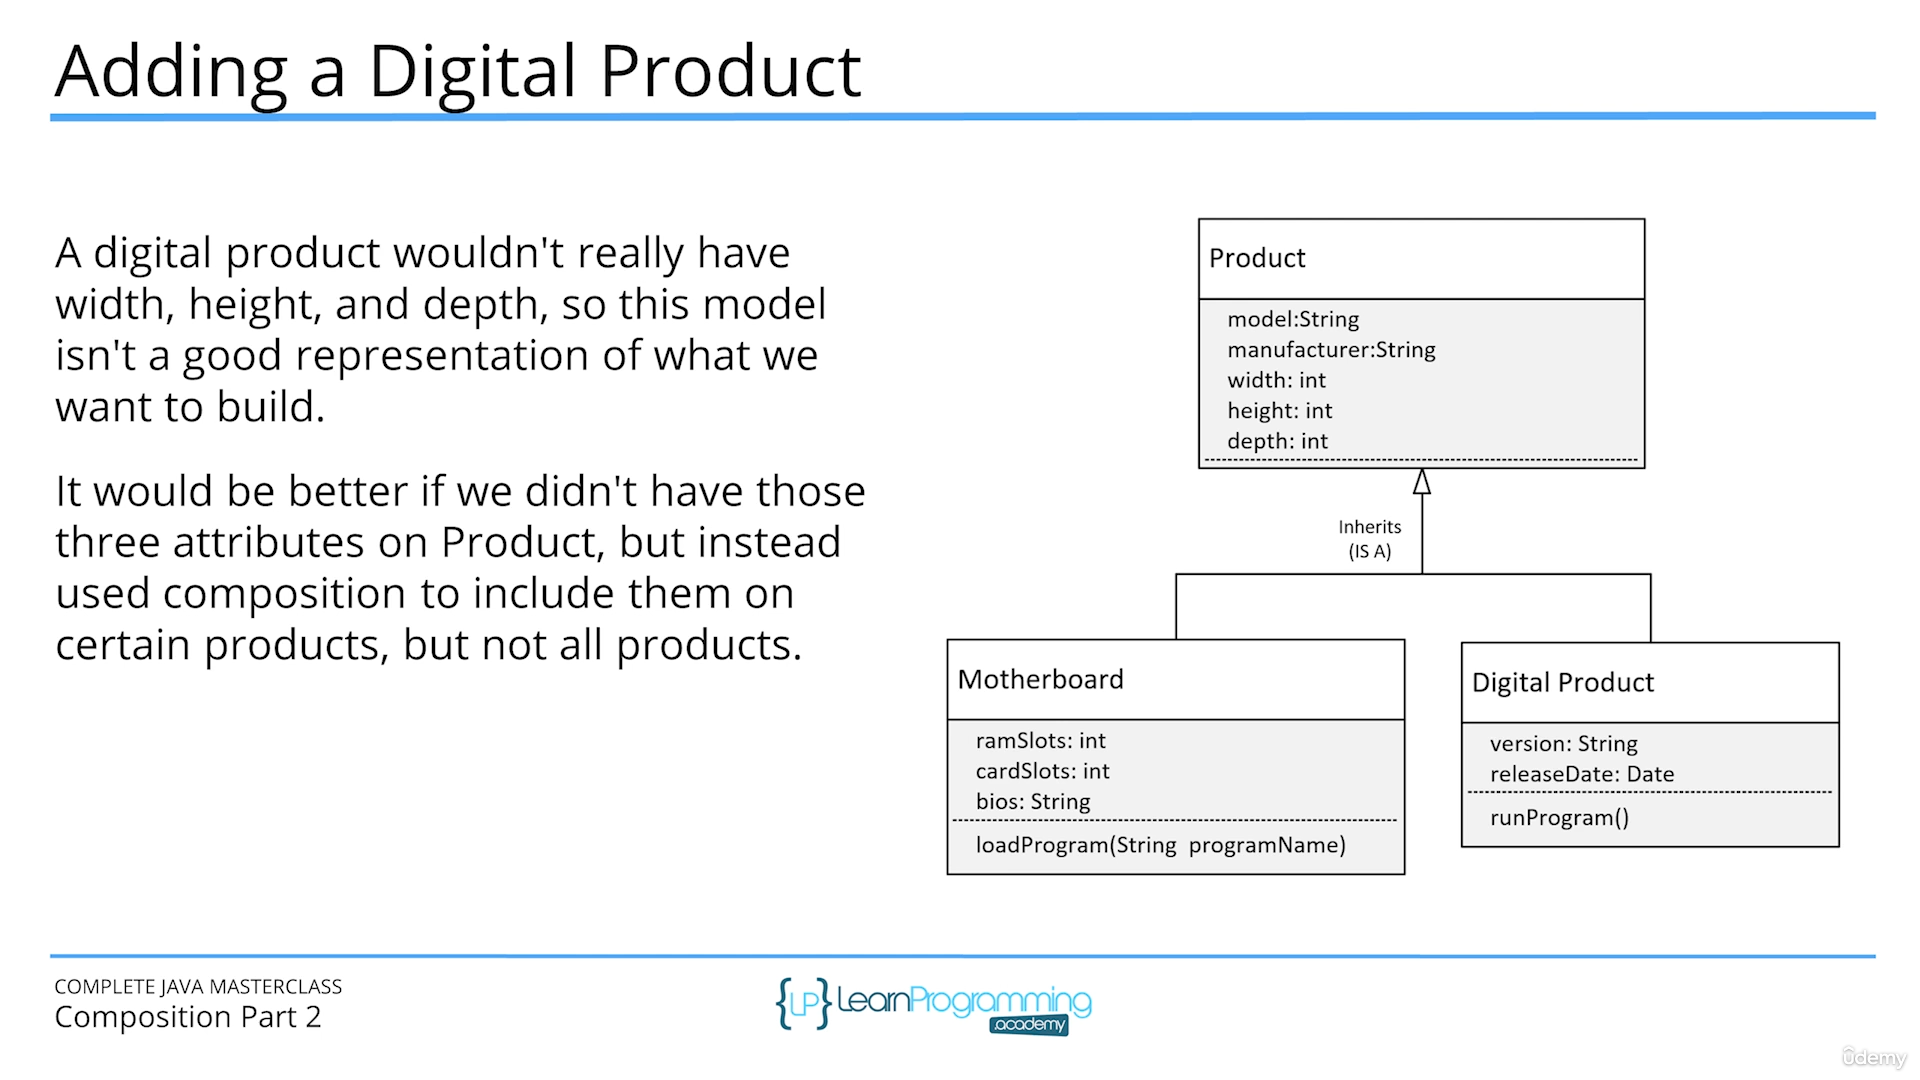 Adding a Digital Product
A digital product wouldn't really have
width, height, and depth, so this model
isn't a good representation of what we
want to build.
It would be better if we didn't have those
three attributes on Product, but instead
used composition to include them on
certain products, but not all products.
Product
model:String
manufacturer:String
width: int
height: int
depth: int
Inherits
(IS A)
Motherboard
ramSlots: int
cardSlots: int
bios: String
loadProgram(String programName)
Digital Product
version: String
releaseDate: Date
runProgram()
COMPLETE JAVA MASTERCLASS
Composition Part 2
{LP} LearnProgramming
.academy
ûdemy